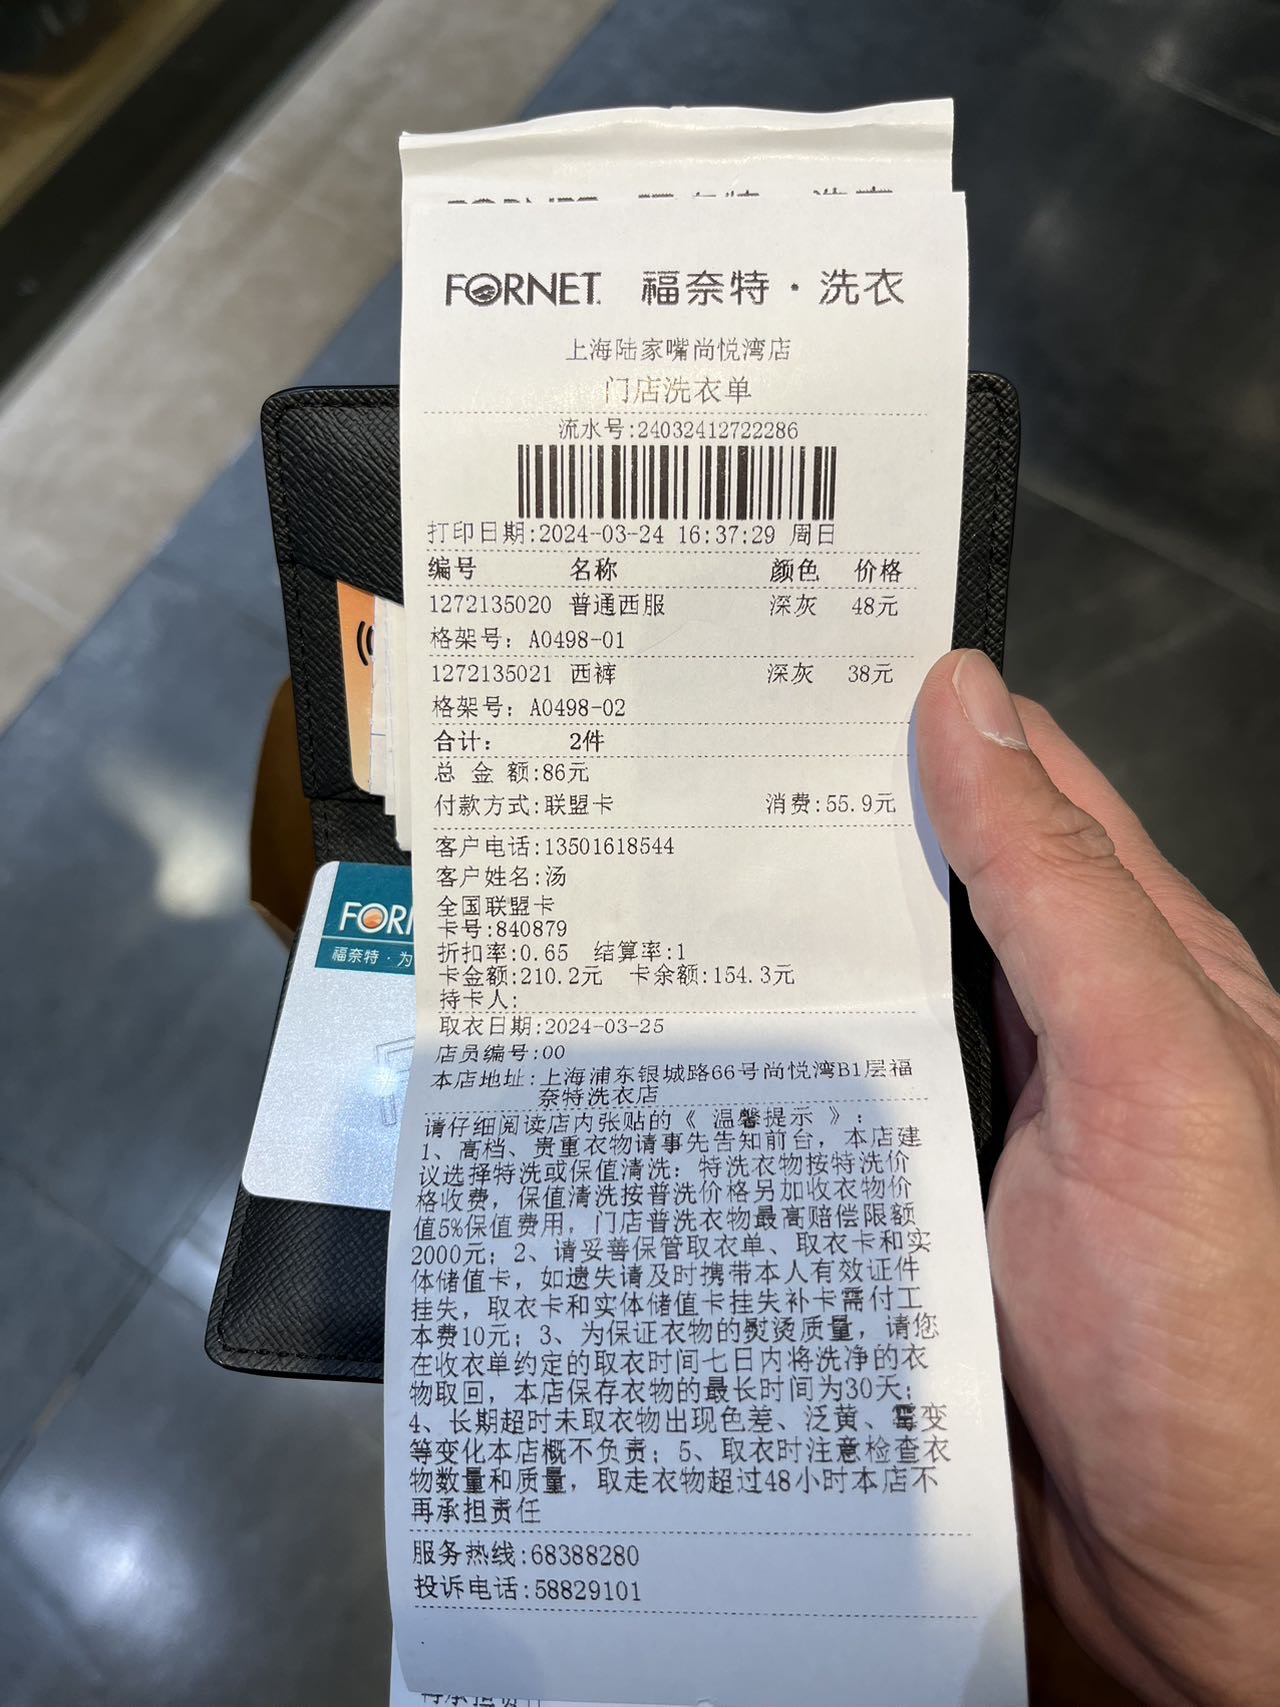 FORNET 福奈特·洗衣
上海陆家嘴尚悦湾店
门店洗衣单
流水号:24032412722286
打印日期:2024-03-24 16:37:29 周日
编号 名称 颜色 价格
1272135020 普通西服 深灰 48元
格架号: A0498-01
1272135021 西裤 深灰 38元
格架号: A0498-02
合计: 2件
总 金 额:86元
付款方式:联盟卡 消费:55.9元
客户电话:13501618544
客户姓名:汤
全国联盟卡
卡号:840879
折扣率:0.65 结算率:1
卡金额:210.2元 卡余额:154.3元
持卡人:
取衣日期:2024-03-25
店员编号:00
本店地址:上海浦东银城路66号尚悦湾B1层福
奈特洗衣店
请仔细阅读店内张贴的《 温馨提示 》:
1、高档、贵重衣物请事先告知前台，本店建
议选择特洗或保值清洗: 特洗衣物按特洗价
格收费，保值清洗按普洗价格另加收衣物价
值5%保值费用，门店普洗衣物最高赔偿限额
2000元; 2、请妥善保管取衣单、取衣卡和实
体储值卡，如遗失请及时携带本人有效证件
挂失，取衣卡和实体储值卡挂失补卡需付工
本费10元; 3、为保证衣物的熨烫质量，请您
在收衣单约定的取衣时间七日内将洗净的衣
物取回，本店保存衣物的最长时间为30天;
4、长期超时未取衣物出现色差、泛黄、霉变
等变化本店概不负责; 5、取衣时注意检查衣
物数量和质量，取走衣物超过48小时本店不
再承担责任
服务热线:68388280
投诉电话:58829101
FOR
福奈特·为